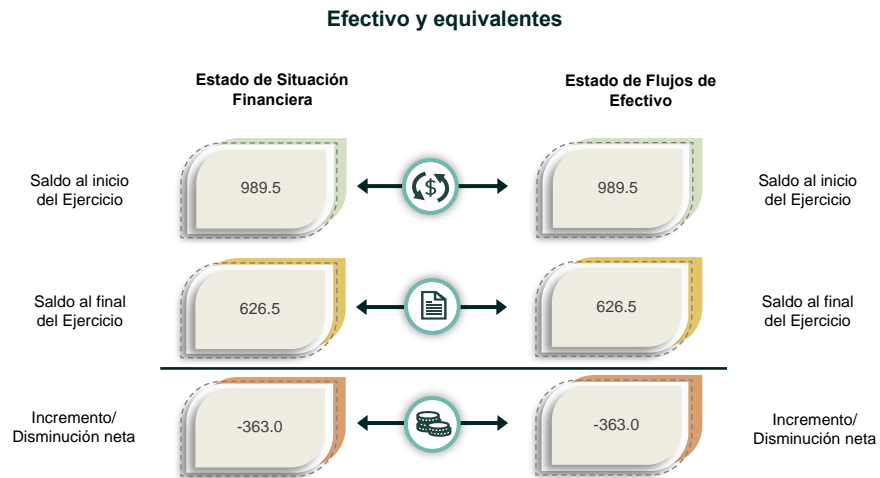 Efectivo y equivalentes
Estado de Situación
Financiera
Estado de Flujos de
Efectivo
Saldo al inicio
del Ejercicio
989.5
$
989.5
Saldo al inicio
del Ejercicio
Saldo al final
del Ejercicio
626.5
626.5
Saldo al final
del Ejercicio
Incremento/
Disminución neta
-363.0
-363.0
Incremento/
Disminución neta